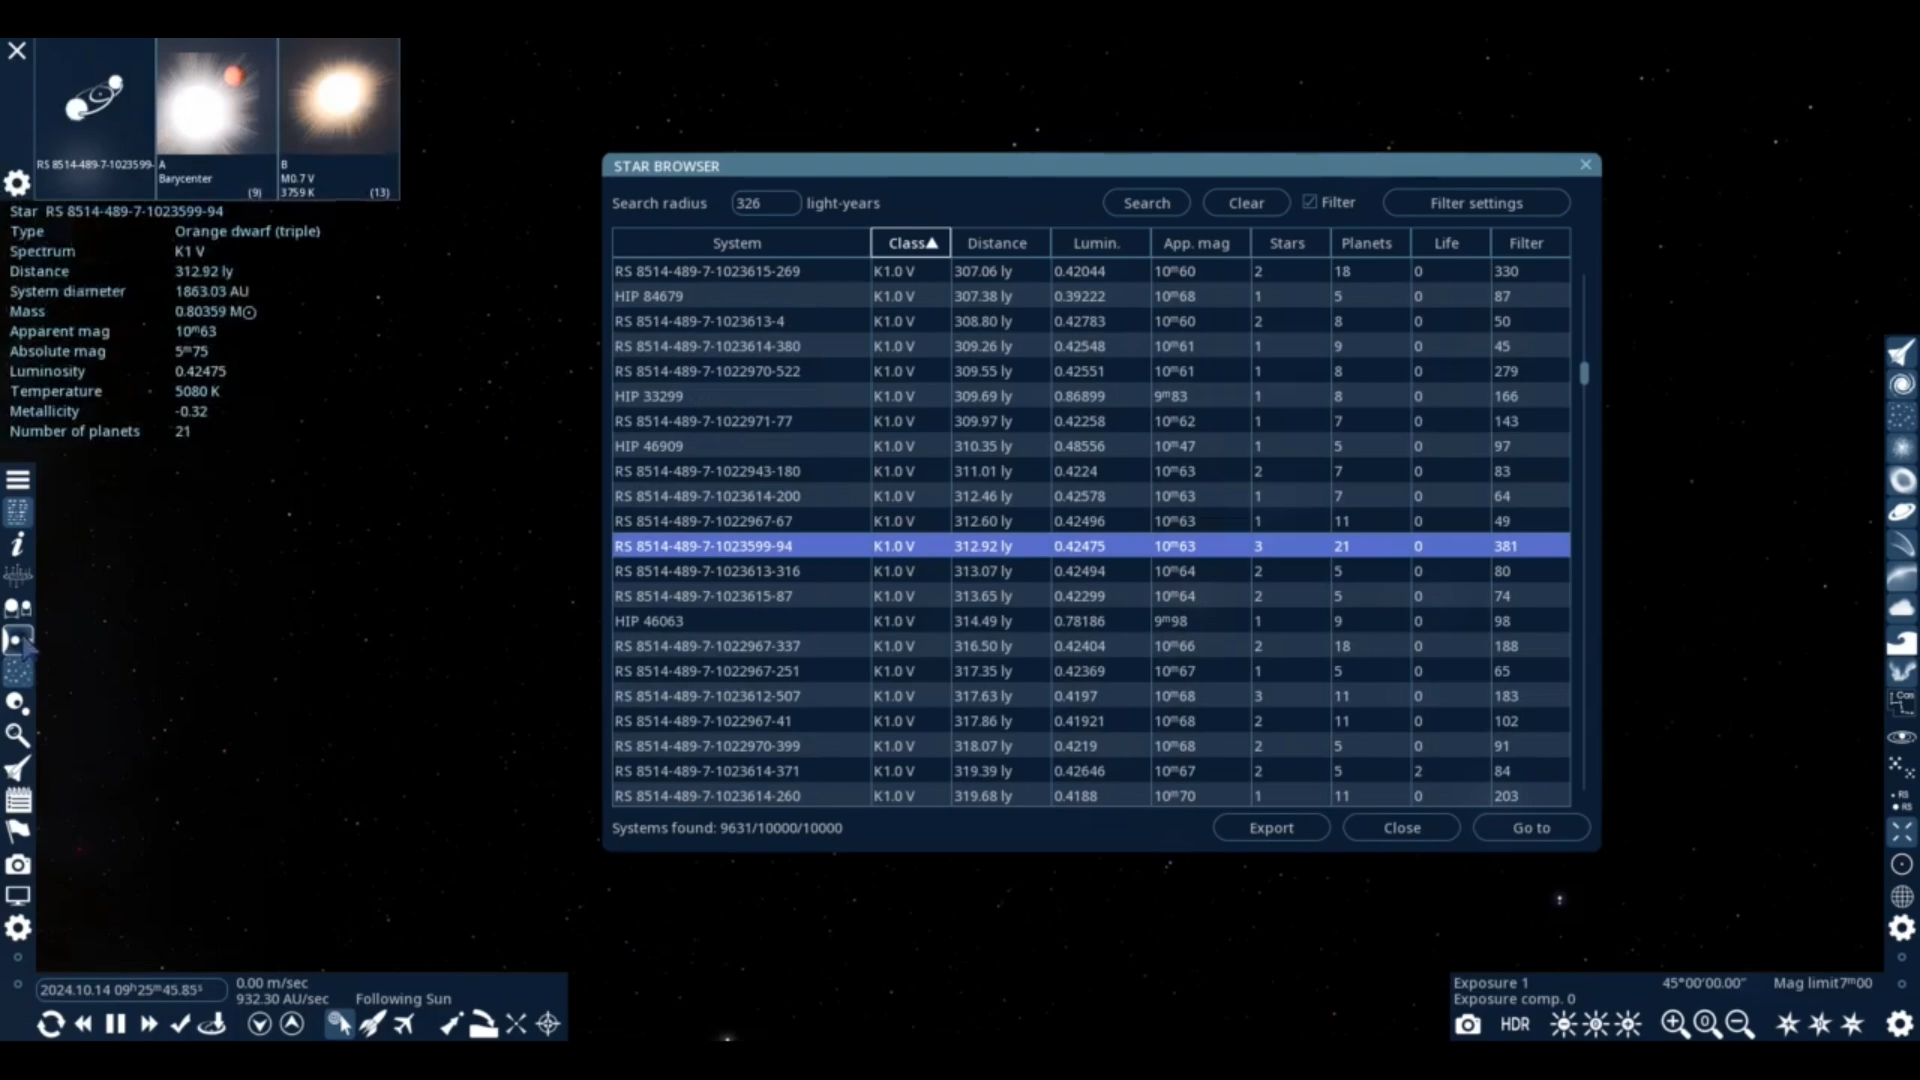 RS 8514-489-7-1023599-
A
Barycenter
(9)
B
M0.7 V
3759 K
(13)
Star RS 8514-489-7-1023599-94
Type Orange dwarf (triple)
Spectrum K1 V
Distance 312.92 ly
System diameter 1863.03 AU
Mass 0.80359 M☉
Apparent mag 10ᵐ63
Absolute mag 5ᵐ75
Luminosity 0.42475
Temperature 5080 K
Metallicity -0.32
Number of planets 21
STAR BROWSER
Search radius 326 light-years Search Clear Filter Filter settings
System Class▲ Distance Lumin. App. mag Stars Planets Life Filter
RS 8514-489-7-1023615-269 K1.0 V 307.06 ly 0.42044 10ᵐ60 2 18 0 330
HIP 84679 K1.0 V 307.38 ly 0.39222 10ᵐ68 1 5 0 87
RS 8514-489-7-1023613-4 K1.0 V 308.80 ly 0.42783 10ᵐ60 2 8 0 50
RS 8514-489-7-1023614-380 K1.0 V 309.26 ly 0.42548 10ᵐ61 1 9 0 45
RS 8514-489-7-1022970-522 K1.0 V 309.55 ly 0.42551 10ᵐ61 1 8 0 279
HIP 33299 K1.0 V 309.69 ly 0.86899 9ᵐ83 1 8 0 166
RS 8514-489-7-1022971-77 K1.0 V 309.97 ly 0.42258 10ᵐ62 1 7 0 143
HIP 46909 K1.0 V 310.35 ly 0.48556 10ᵐ47 1 5 0 97
RS 8514-489-7-1022943-180 K1.0 V 311.01 ly 0.4224 10ᵐ63 2 7 0 83
RS 8514-489-7-1023614-200 K1.0 V 312.46 ly 0.42578 10ᵐ63 1 7 0 64
RS 8514-489-7-1022967-67 K1.0 V 312.60 ly 0.42496 10ᵐ63 1 11 0 49
RS 8514-489-7-1023599-94 K1.0 V 312.92 ly 0.42475 10ᵐ63 3 21 0 381
RS 8514-489-7-1023613-316 K1.0 V 313.07 ly 0.42494 10ᵐ64 2 5 0 80
RS 8514-489-7-1023615-87 K1.0 V 313.65 ly 0.42299 10ᵐ64 2 5 0 74
HIP 46063 K1.0 V 314.49 ly 0.78186 9ᵐ98 1 9 0 98
RS 8514-489-7-1022967-337 K1.0 V 316.50 ly 0.42404 10ᵐ66 2 18 0 188
RS 8514-489-7-1022967-251 K1.0 V 317.35 ly 0.42369 10ᵐ67 1 5 0 65
RS 8514-489-7-1023612-507 K1.0 V 317.63 ly 0.4197 10ᵐ68 3 11 0 183
RS 8514-489-7-1022967-41 K1.0 V 317.86 ly 0.41921 10ᵐ68 2 11 0 102
RS 8514-489-7-1022970-399 K1.0 V 318.07 ly 0.4219 10ᵐ68 2 5 0 91
RS 8514-489-7-1023614-371 K1.0 V 319.39 ly 0.42646 10ᵐ67 2 5 2 84
RS 8514-489-7-1023614-260 K1.0 V 319.68 ly 0.4188 10ᵐ70 1 11 0 203
Systems found: 9631/10000/10000 Export Close Go to
Cas
RS
RS
2024.10.14 09ʰ25ᵐ45.85ˢ
0.00 m/sec
932.30 AU/sec Following Sun
Exposure 1 45°00'00.00" Mag limit7ᵐ00
Exposure comp. 0
HDR
0